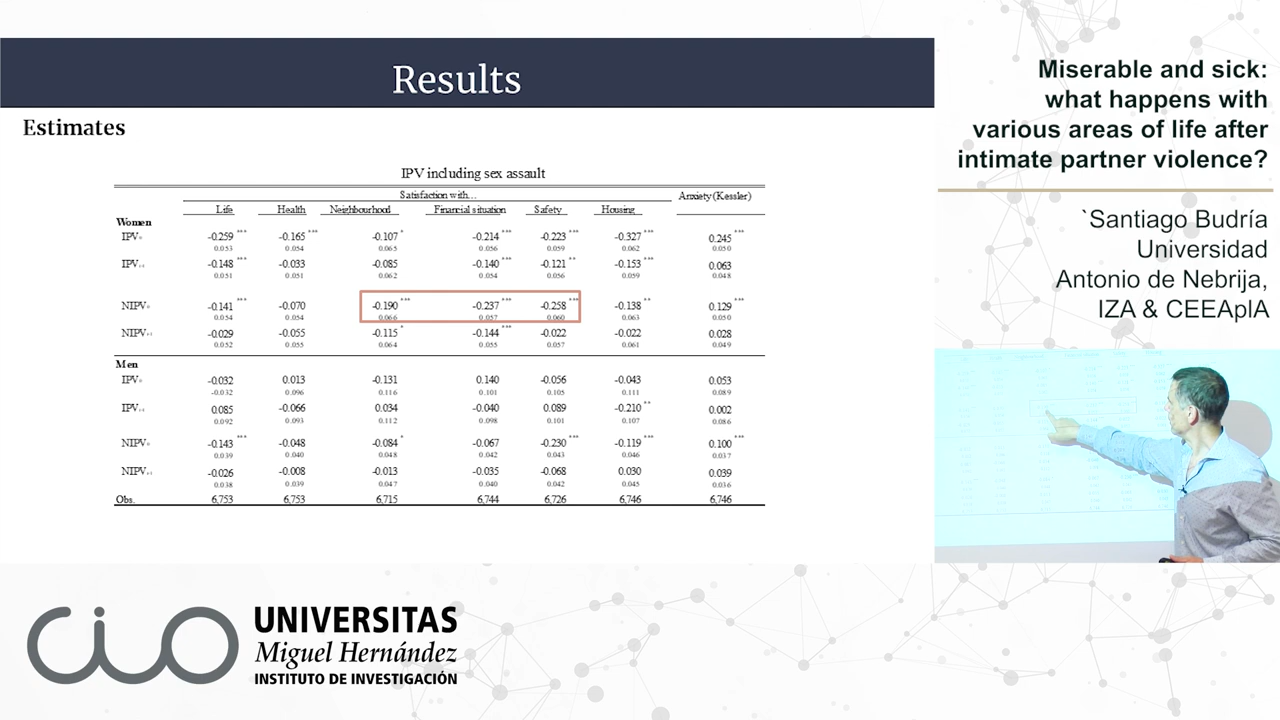 Results
Estimates
IPV including sex assault
Satisfaction with... Anxiety (Kessler)
Life Health Neighbourhood Financial situation Safety Housing
Women
IPV -0.259 *** -0.165 *** -0.107 * -0.214 *** -0.223 *** -0.327 *** 0.245 ***
0.053 0.054 0.065 0.056 0.059 0.062 0.050
IPV -0.148 *** -0.033 -0.085 -0.140 *** -0.121 ** -0.153 *** 0.063
0.051 0.051 0.062 0.054 0.056 0.059 0.048
NIPV -0.141 *** -0.070 -0.190 *** -0.237 *** -0.258 *** -0.138 ** 0.129 ***
0.054 0.054 0.066 0.057 0.060 0.063 0.050
NIPV -0.029 -0.055 -0.115 * -0.144 *** -0.022 -0.022 0.028
0.052 0.055 0.064 0.055 0.057 0.061 0.049
Men
IPV -0.032 0.013 -0.131 0.140 -0.056 -0.043 0.053
-0.032 0.096 0.116 0.101 0.105 0.111 0.089
IPV 0.085 -0.066 0.034 -0.040 0.089 -0.210 ** 0.002
0.092 0.093 0.112 0.098 0.101 0.107 0.086
NIPV -0.143 *** -0.048 -0.084 * -0.067 -0.230 *** -0.119 *** 0.100 ***
0.039 0.040 0.048 0.042 0.043 0.046 0.037
NIPV -0.026 -0.008 -0.013 -0.035 -0.068 0.030 0.039
0.038 0.039 0.047 0.040 0.042 0.045 0.036
Obs. 6,753 6,753 6,715 6,744 6,726 6,746 6,746
Miserable and sick:
what happens with
various areas of life after
intimate partner violence?
`Santiago Budría
Universidad
Antonio de Nebrija,
IZA & CEEAplA
cio
UNIVERSITAS
Miguel Hernández
INSTITUTO DE INVESTIGACIÓN